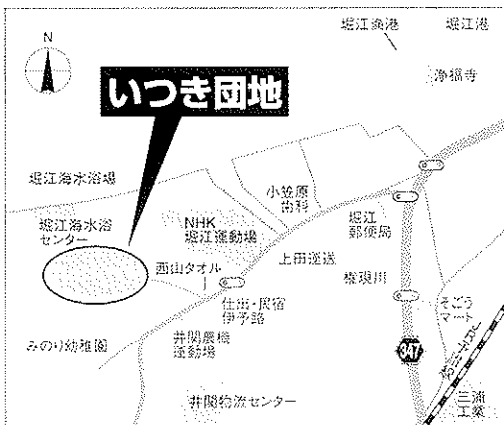 堀江漁港
堀江港
N
浄福寺
いつき団地
堀江海水浴場
小笠原
歯科
堀江海水浴
センター
NHK
堀江運動場
堀江
郵便局
西山タオル
上田運送
権現川
仕出・民宿
伊予路
そごう
マート
みのり幼稚園
井関農機
運動場
347
三浦
工業
井関物流センター